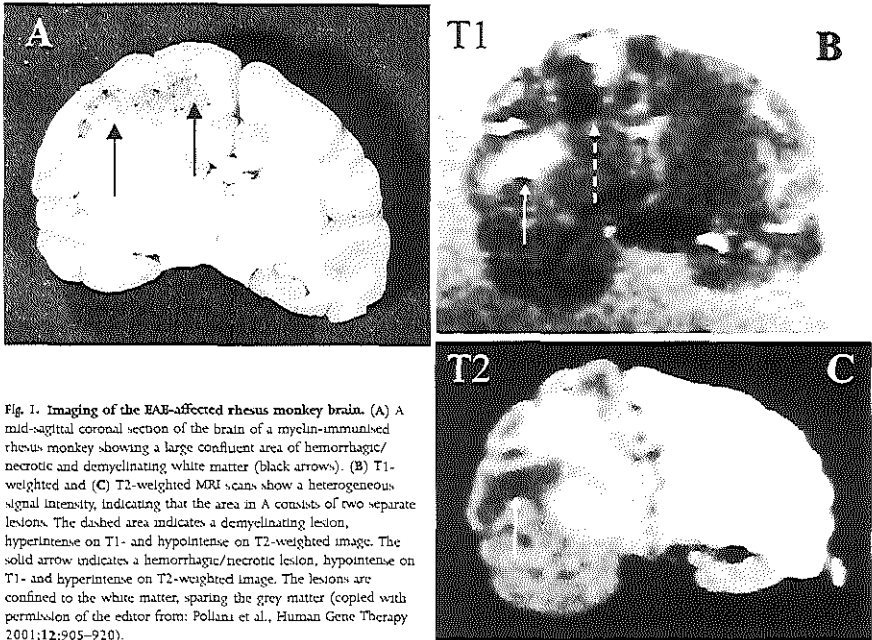 A
T1
B
T2
C
Fig. 1. Imaging of the EAE-affected rhesus monkey brain. (A) A
mid-sagittal coronal section of the brain of a myelin-immunised
rhesus monkey showing a large confluent area of hemorrhagic/
necrotic and demyelinating white matter (black arrows). (B) T1-
weighted and (C) T2-weighted MRI scans show a heterogeneous
signal intensity, indicating that the area in A consists of two separate
lesions. The dashed area indicates a demyelinating lesion,
hyperintense on T1- and hypointense on T2-weighted image. The
solid arrow indicates a hemorrhagic/necrotic lesion, hypointense on
T1- and hyperintense on T2-weighted image. The lesions are
confined to the white matter, sparing the grey matter (copied with
permission of the editor from: Pollani et al., Human Gene Therapy
2001;12:905–920).